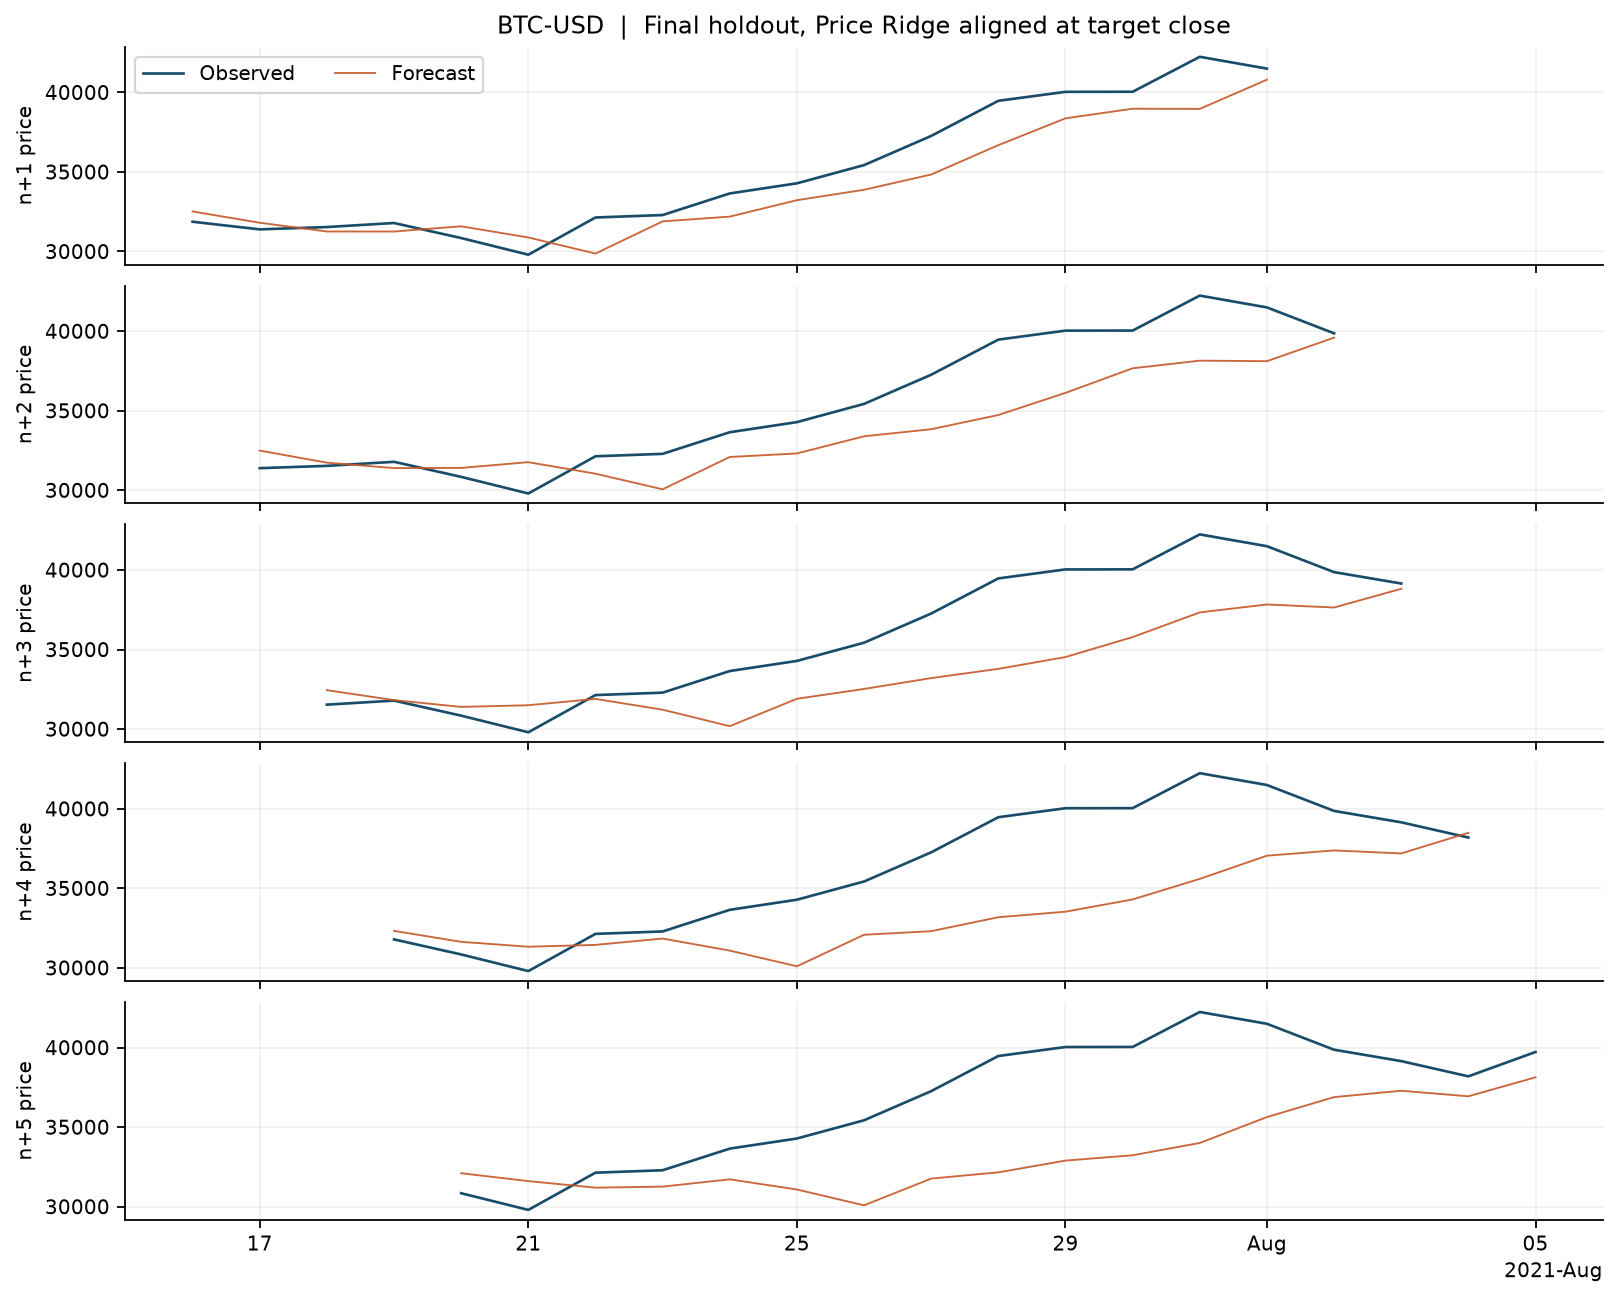 BTC-USD  |  Final holdout, Price Ridge aligned at target close
Observed
Forecast
n+1 price
40000
35000
30000
n+2 price
40000
35000
30000
n+3 price
40000
35000
30000
n+4 price
40000
35000
30000
n+5 price
40000
35000
30000
17
21
25
29
Aug
05
2021-Aug